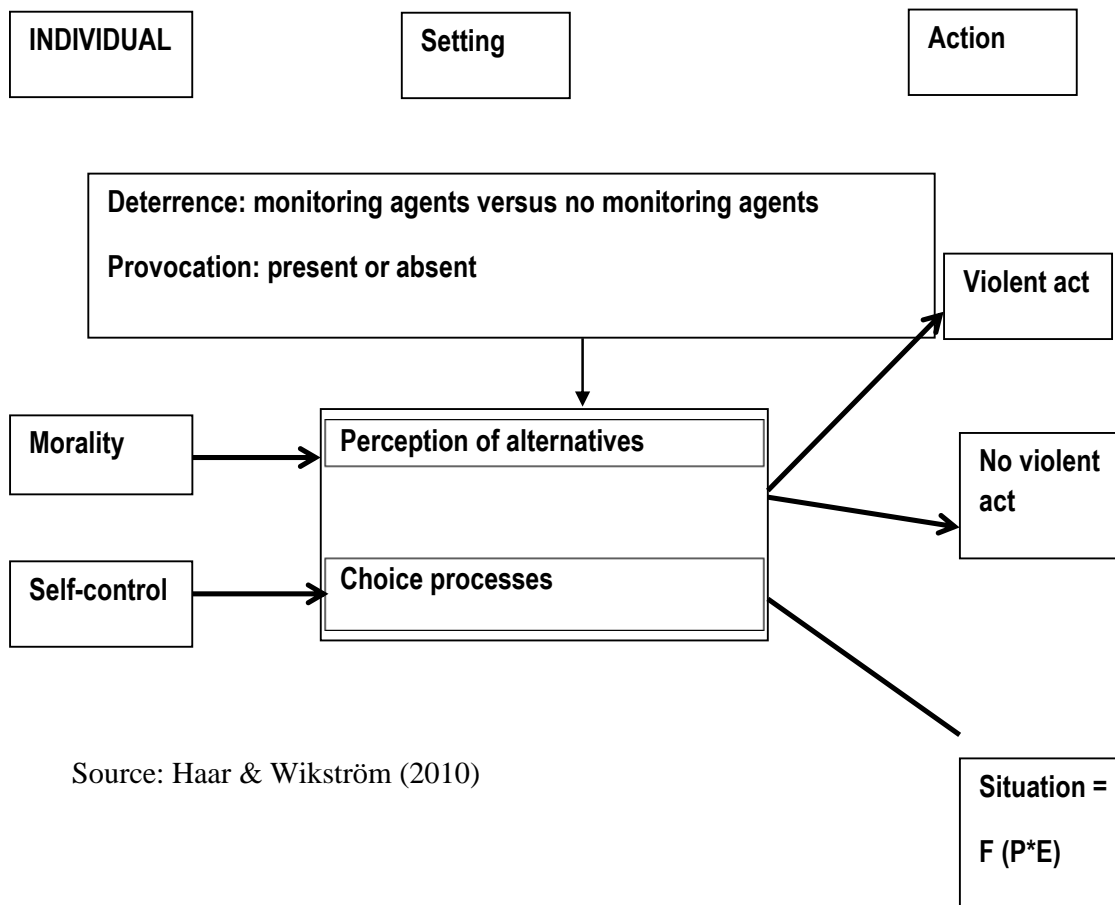 INDIVIDUAL
Setting
Action
Deterrence: monitoring agents versus no monitoring agents
Provocation: present or absent
Violent act
Morality
Perception of alternatives
No violent
act
Self-control
Choice processes
Source: Haar & Wikström (2010)
Situation =
F (P*E)